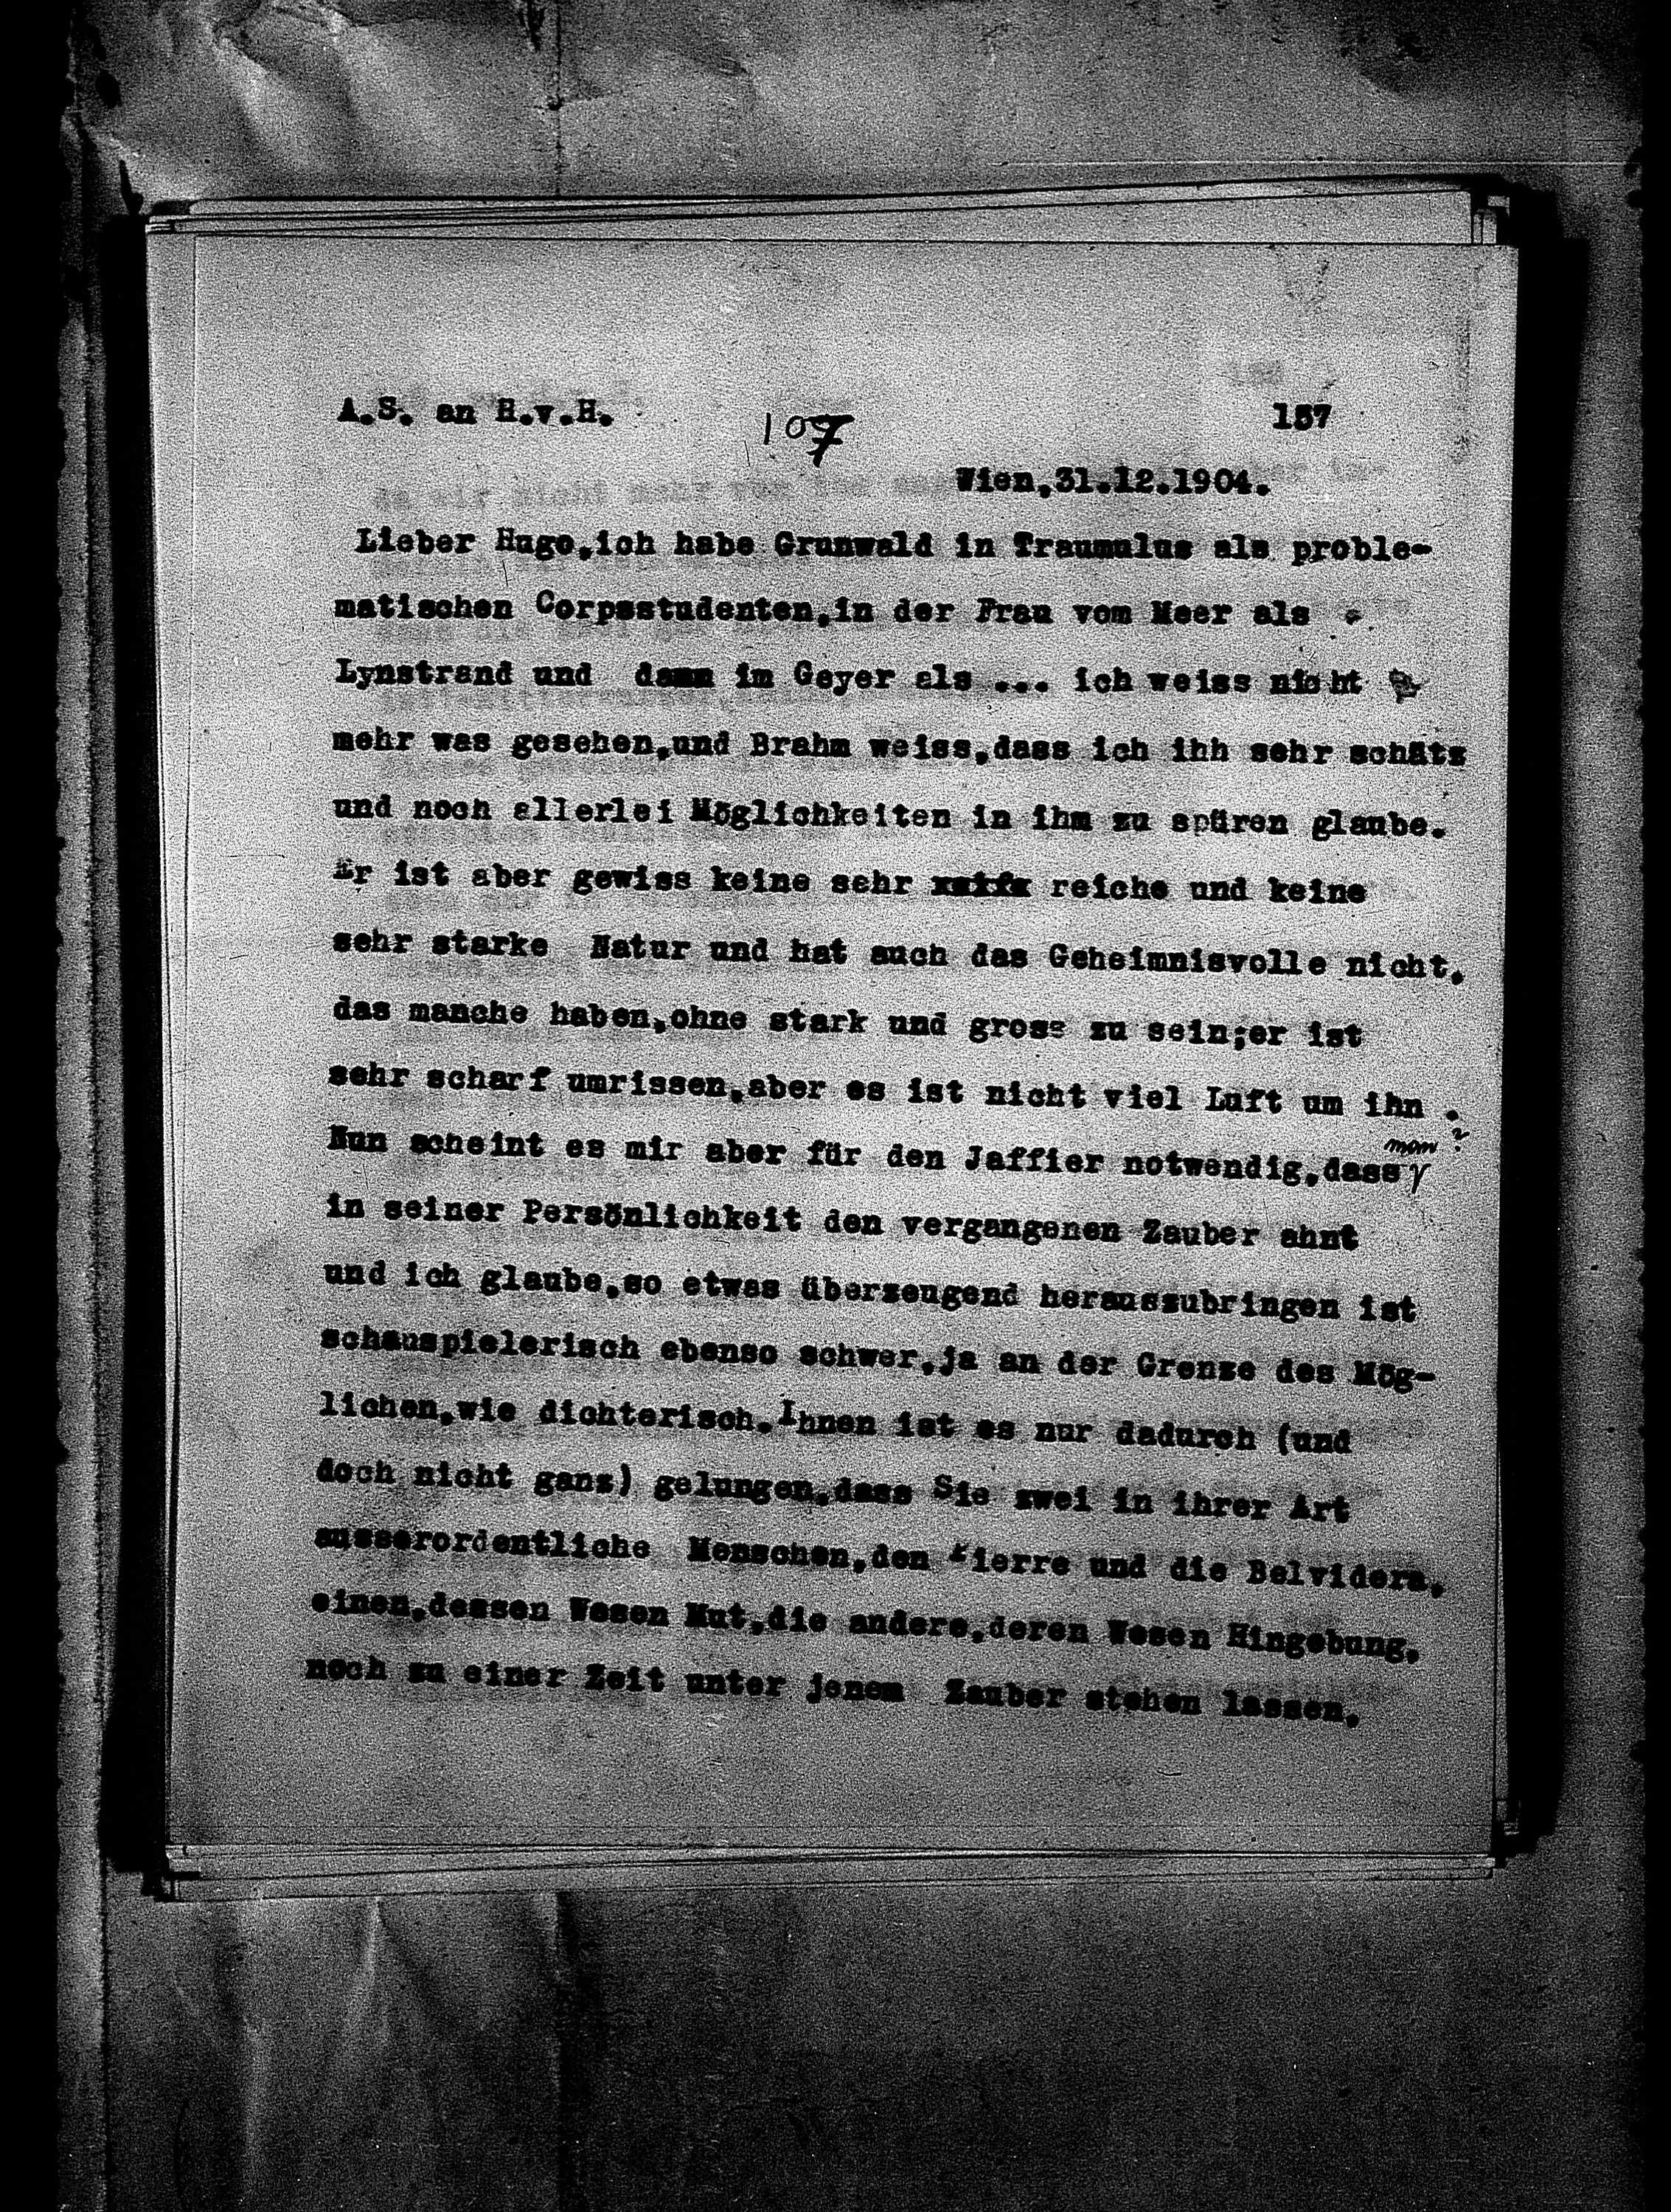 A.S. an H.v.H. 107 157
Wien,31.12.1904.
Lieber Hugo,ich habe Grunwald in Traumulus als proble-
matischen Corpsstudenten,in der Frau vom Meer als
Lynstrand und dann im Geyer als ... ich weiss nicht
mehr was gesehen,und Brahm weiss,dass ich ihh sehr schätz
und noch allerlei Möglichkeiten in ihm zu spüren glaube.
Er ist aber gewiss keine sehr reiche und keine
sehr starke Natur und hat auch das Geheimnisvolle nicht,
das manche haben,ohne stark und gross zu sein;er ist
sehr scharf umrissen,aber es ist nicht viel Luft um ihn .
man ?
Nun scheint es mir aber für den Jaffier notwendig,dass
in seiner Persönlichkeit den vergangenen Zauber ahnt
und ich glaube,so etwas überzeugend herauszubringen ist
schauspielerisch ebenso schwer,ja an der Grenze des Mög-
lichen,wie dichterisch.Ihnen ist es nur dadurch (und
doch nicht ganz) gelungen,dass Sie zwei in ihrer Art
ausserordentliche Menschen,den Pierre und die Belvidera,
einen,dessen Wesen Mut,die andere,deren Wesen Hingebung,
noch zu einer Zeit unter jenem Zauber stehen lassen,